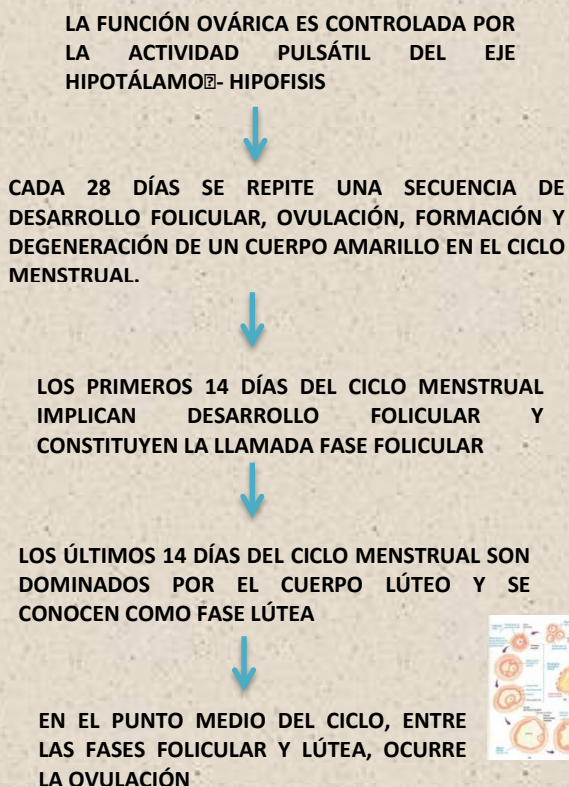 LA FUNCIÓN OVÁRICA ES CONTROLADA POR
LA ACTIVIDAD PULSÁTIL DEL EJE
HIPOTÁLAMO- HIPOFISIS
CADA 28 DÍAS SE REPITE UNA SECUENCIA DE
DESARROLLO FOLICULAR, OVULACIÓN, FORMACIÓN Y
DEGENERACIÓN DE UN CUERPO AMARILLO EN EL CICLO
MENSTRUAL.
LOS PRIMEROS 14 DÍAS DEL CICLO MENSTRUAL
IMPLICAN DESARROLLO FOLICULAR Y
CONSTITUYEN LA LLAMADA FASE FOLICULAR
LOS ÚLTIMOS 14 DÍAS DEL CICLO MENSTRUAL SON
DOMINADOS POR EL CUERPO LÚTEO Y SE
CONOCEN COMO FASE LÚTEA
EN EL PUNTO MEDIO DEL CICLO, ENTRE
LAS FASES FOLICULAR Y LÚTEA, OCURRE
LA OVULACIÓN